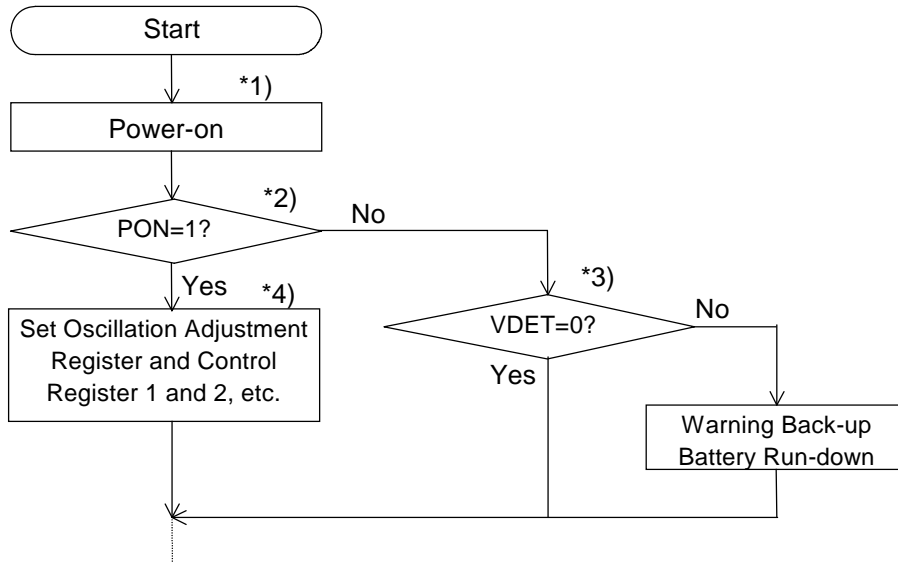 Start
*1)
Power-on
*2)
PON=1?
No
Yes
*3)
*4)
VDET=0?
No
Set Oscillation Adjustment
Register and Control
Register 1 and 2, etc.
Yes
Warning Back-up
Battery Run-down